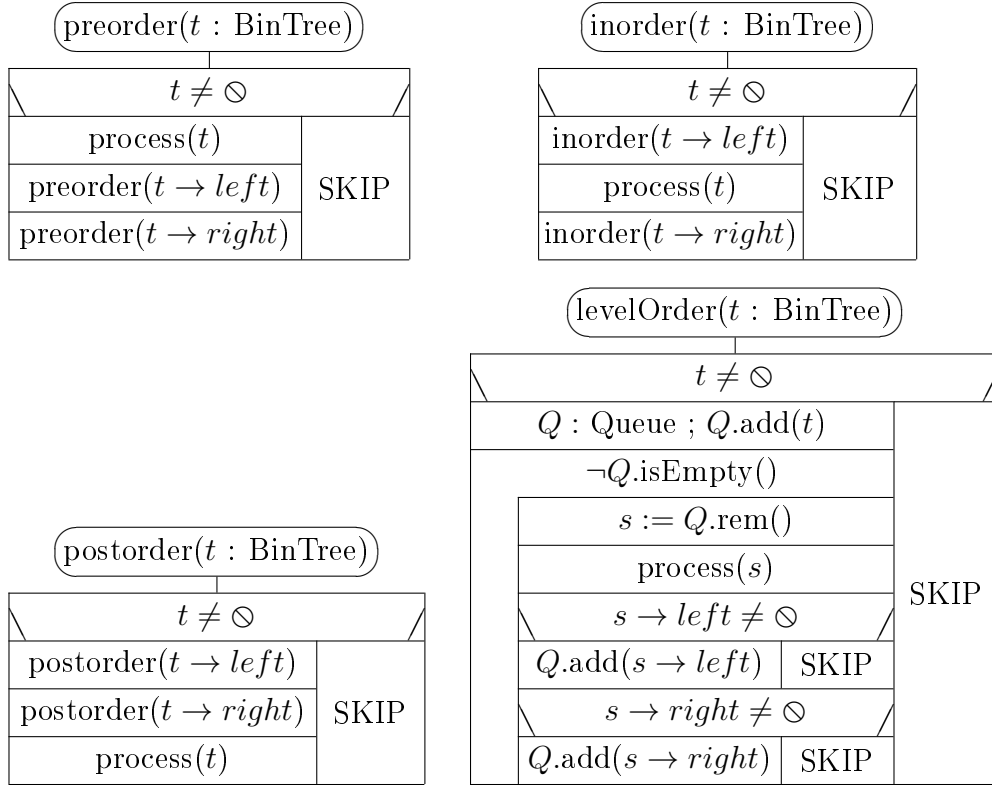 preorder(t : BinTree)
t ≠ ⦸
process(t)
preorder(t → left)
preorder(t → right)
SKIP
inorder(t : BinTree)
t ≠ ⦸
inorder(t → left)
process(t)
inorder(t → right)
SKIP
postorder(t : BinTree)
t ≠ ⦸
postorder(t → left)
postorder(t → right)
process(t)
SKIP
levelOrder(t : BinTree)
t ≠ ⦸
Q : Queue ; Q.add(t)
¬Q.isEmpty()
s := Q.rem()
process(s)
s → left ≠ ⦸
Q.add(s → left)
SKIP
s → right ≠ ⦸
Q.add(s → right)
SKIP
SKIP